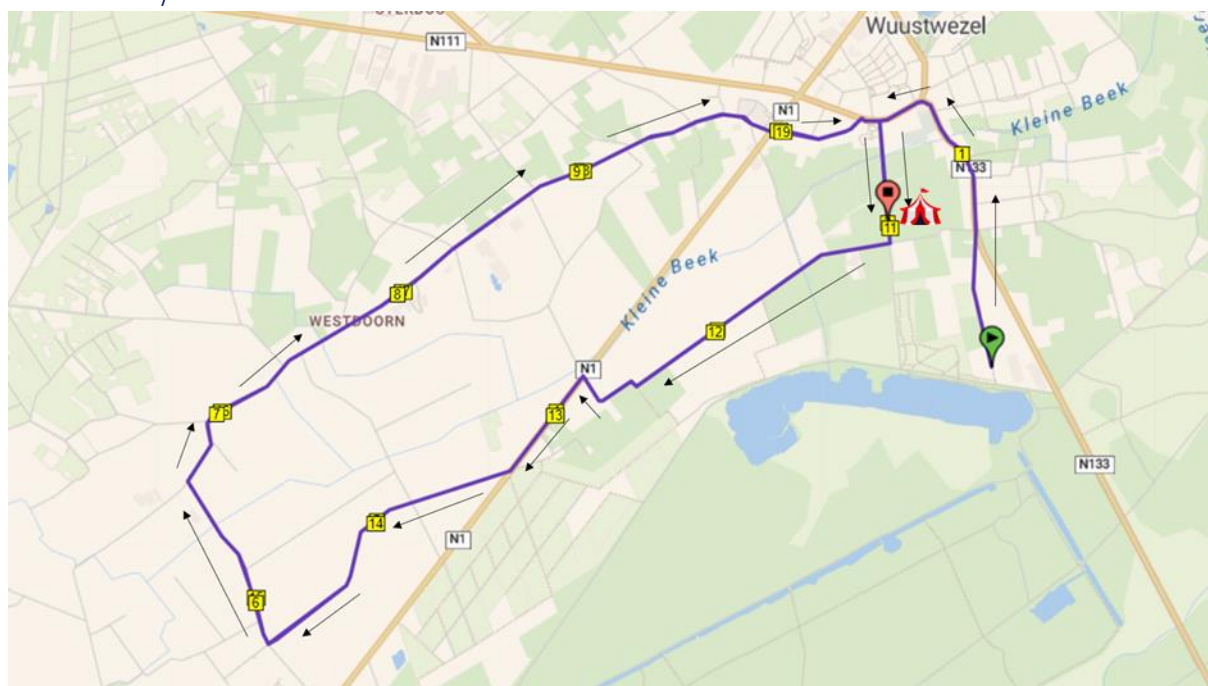 Wuustwezel
N111
N1
Kleine Beek
19
9
1
N133
11
Kleine Beek
8
WESTDOORN
12
N1
7
13
N133
14
N1
6